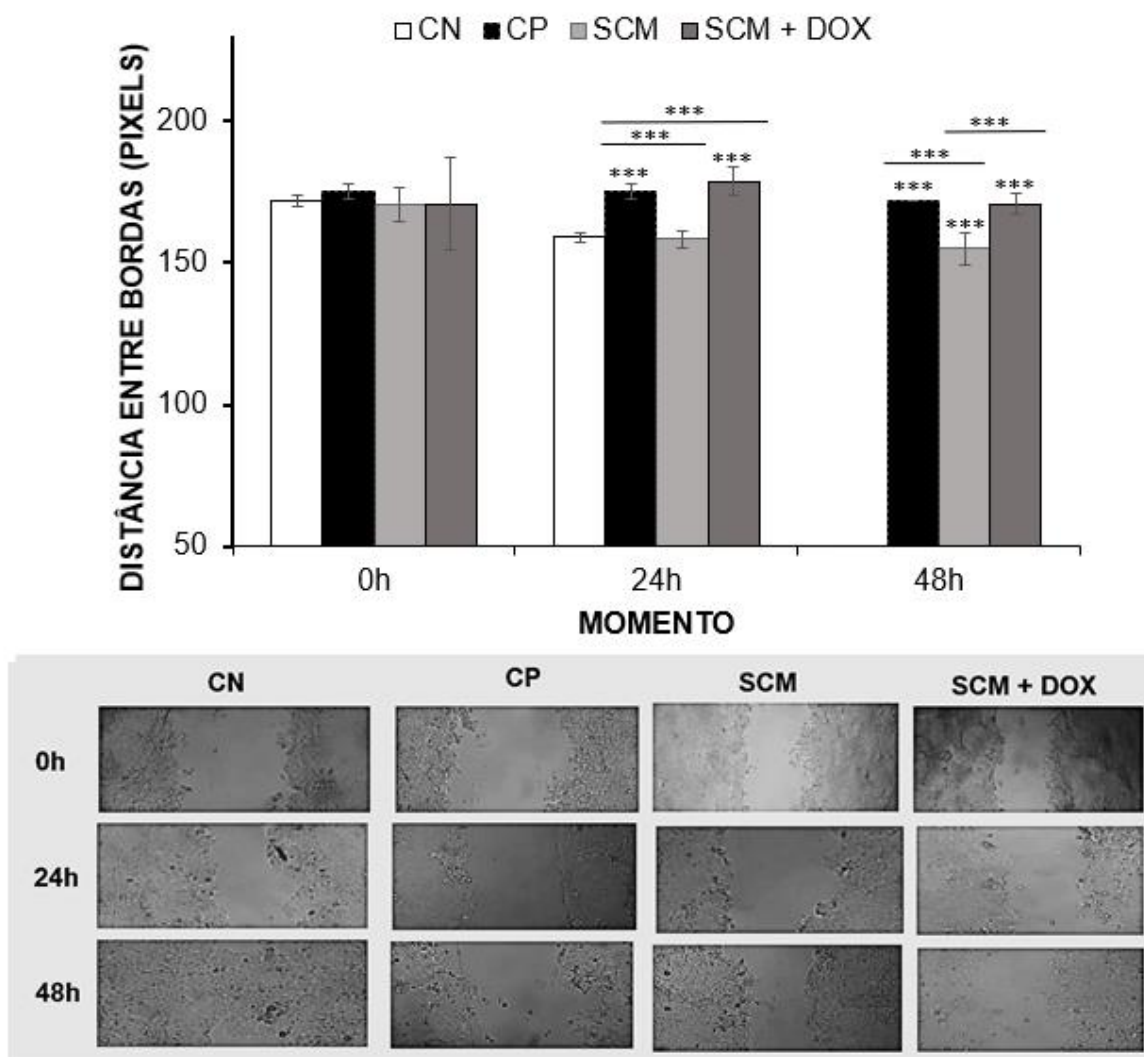 CN CP SCM SCM + DOX
DISTÂNCIA ENTRE BORDAS (PIXELS)
200
150
100
50
***
***
***
***
***
***
***
***
***
0h 24h 48h
MOMENTO
CN CP SCM SCM + DOX
0h
24h
48h